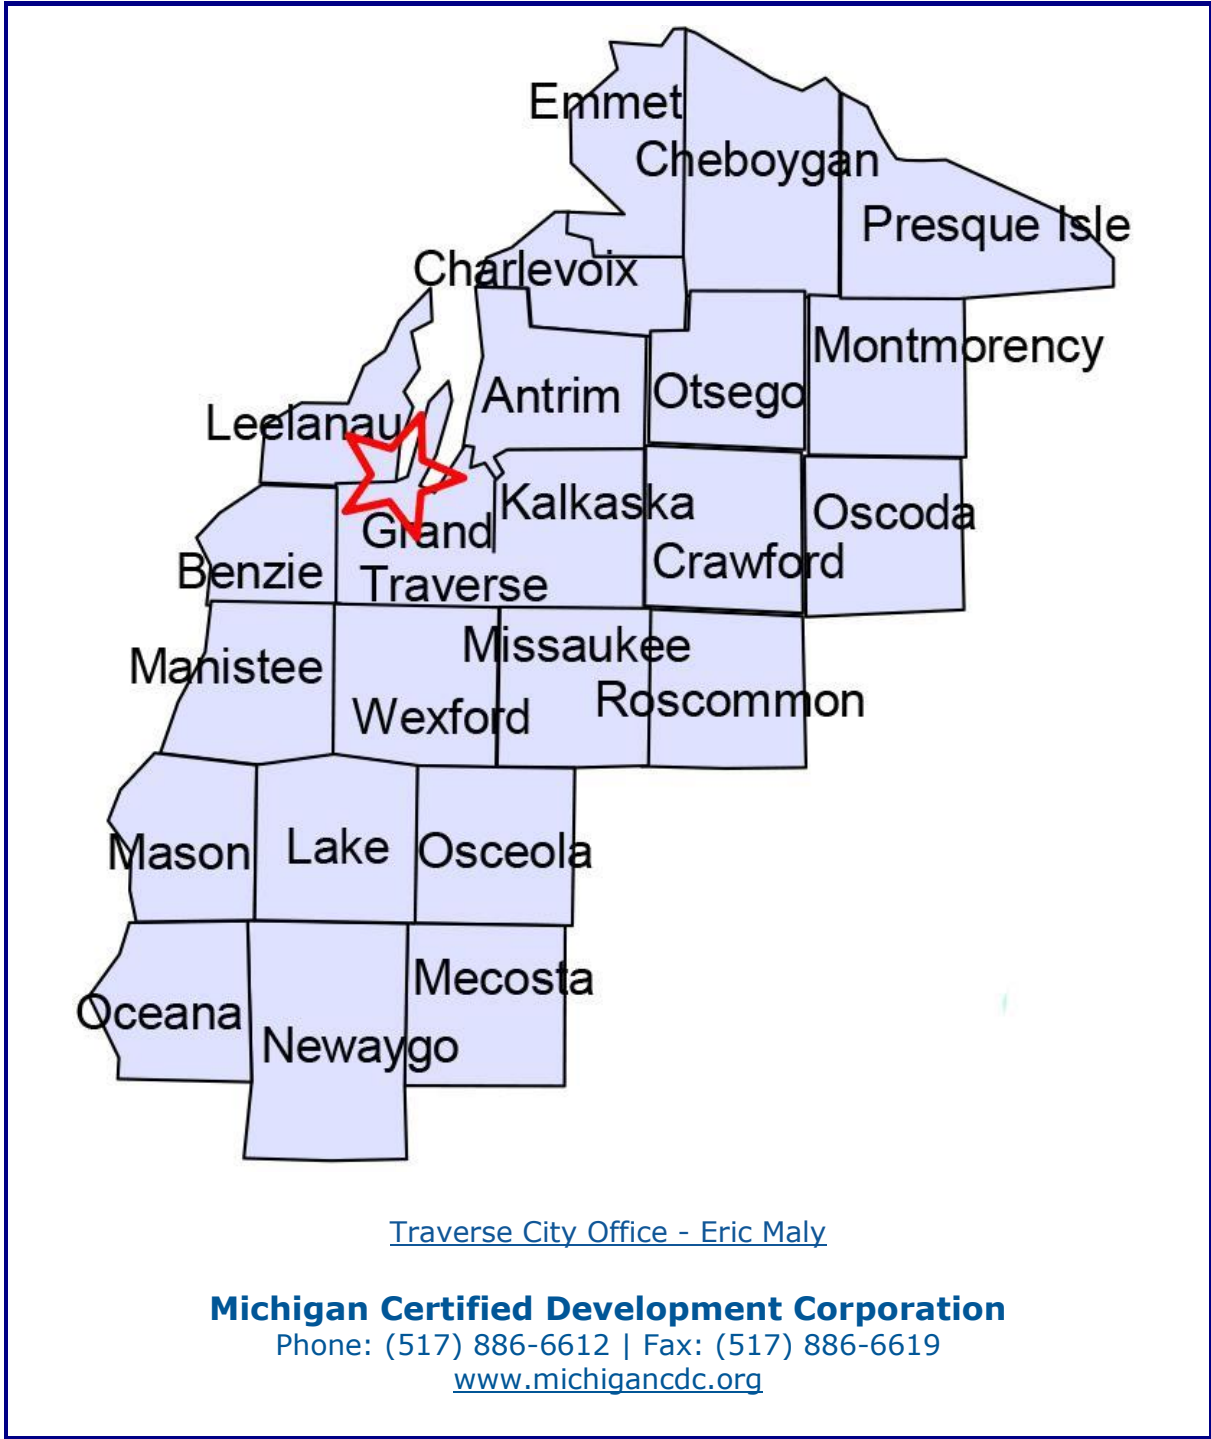 Emmet
Cheboygan
Presque Isle
Charlevoix
Montmorency
Antrim
Otsego
Leelanau
Kalkaska
Oscoda
Grand
Traverse
Crawford
Benzie
Missaukee
Manistee
Roscommon
Wexford
Mason
Lake
Osceola
Mecosta
Oceana
Newaygo
Traverse City Office - Eric Maly
Michigan Certified Development Corporation
Phone: (517) 886-6612 | Fax: (517) 886-6619
www.michigancdc.org